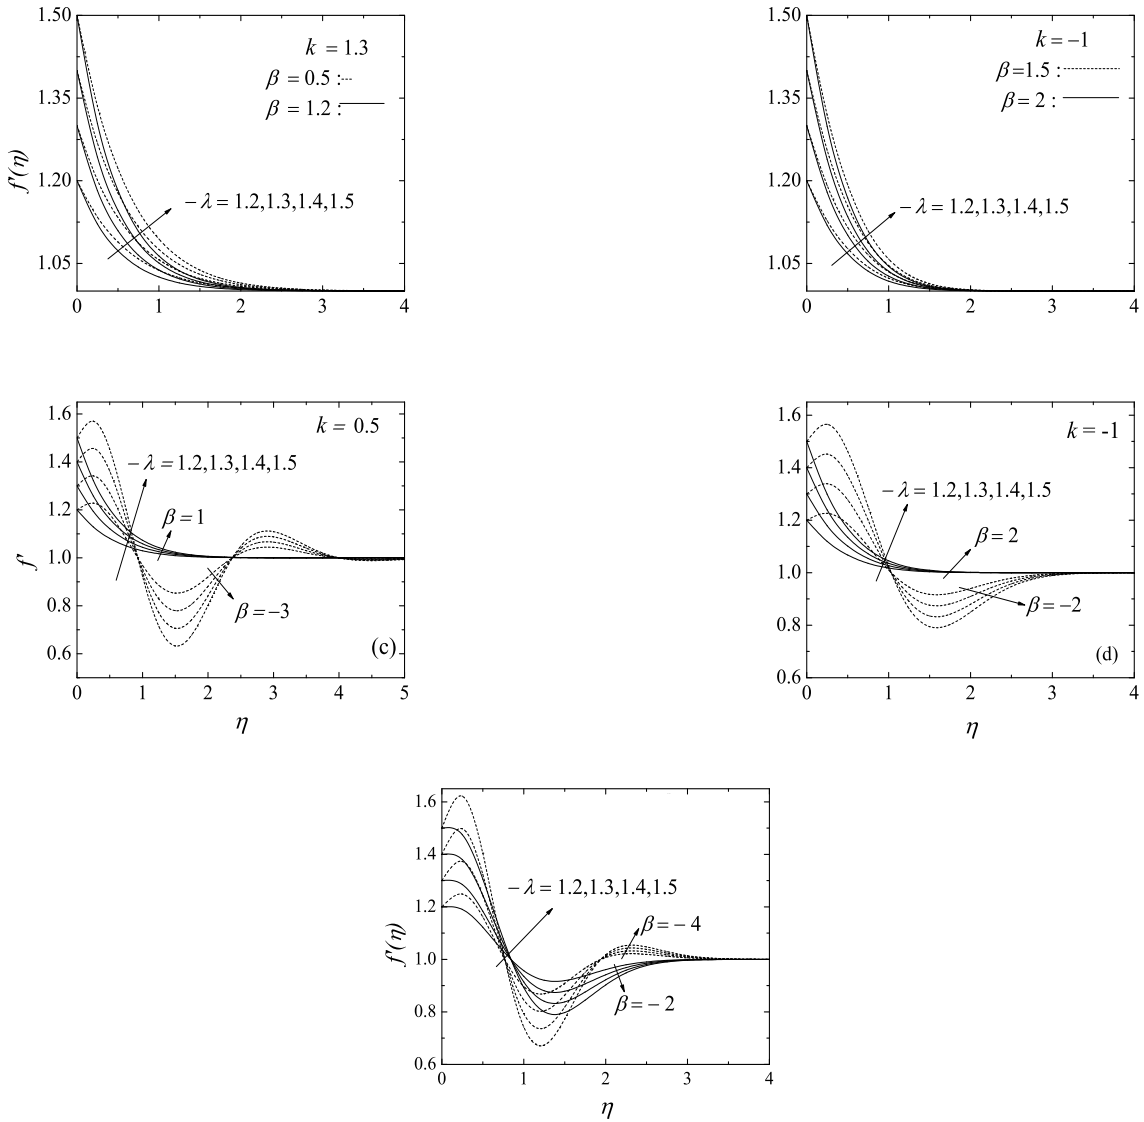 1.50
1.35
1.20
1.05
f'(η)
k = 1.3
β = 0.5 :
β = 1.2 :
−λ = 1.2,1.3,1.4,1.5
0 1 2 3 4
1.50
1.35
1.20
1.05
k = −1
β=1.5 :
β= 2 :
−λ = 1.2,1.3,1.4,1.5
0 1 2 3 4
1.6
1.4
1.2
1.0
0.8
0.6
f'
k = 0.5
−λ = 1.2,1.3,1.4,1.5
β = 1
β= −3
(c)
0 1 2 3 4 5
η
1.6
1.4
1.2
1.0
0.8
0.6
k = -1
−λ = 1.2,1.3,1.4,1.5
β = 2
β= −2
(d)
0 1 2 3 4
η
1.6
1.4
1.2
1.0
0.8
0.6
f'(η)
−λ = 1.2,1.3,1.4,1.5
β= − 4
β= − 2
0 1 2 3 4
η